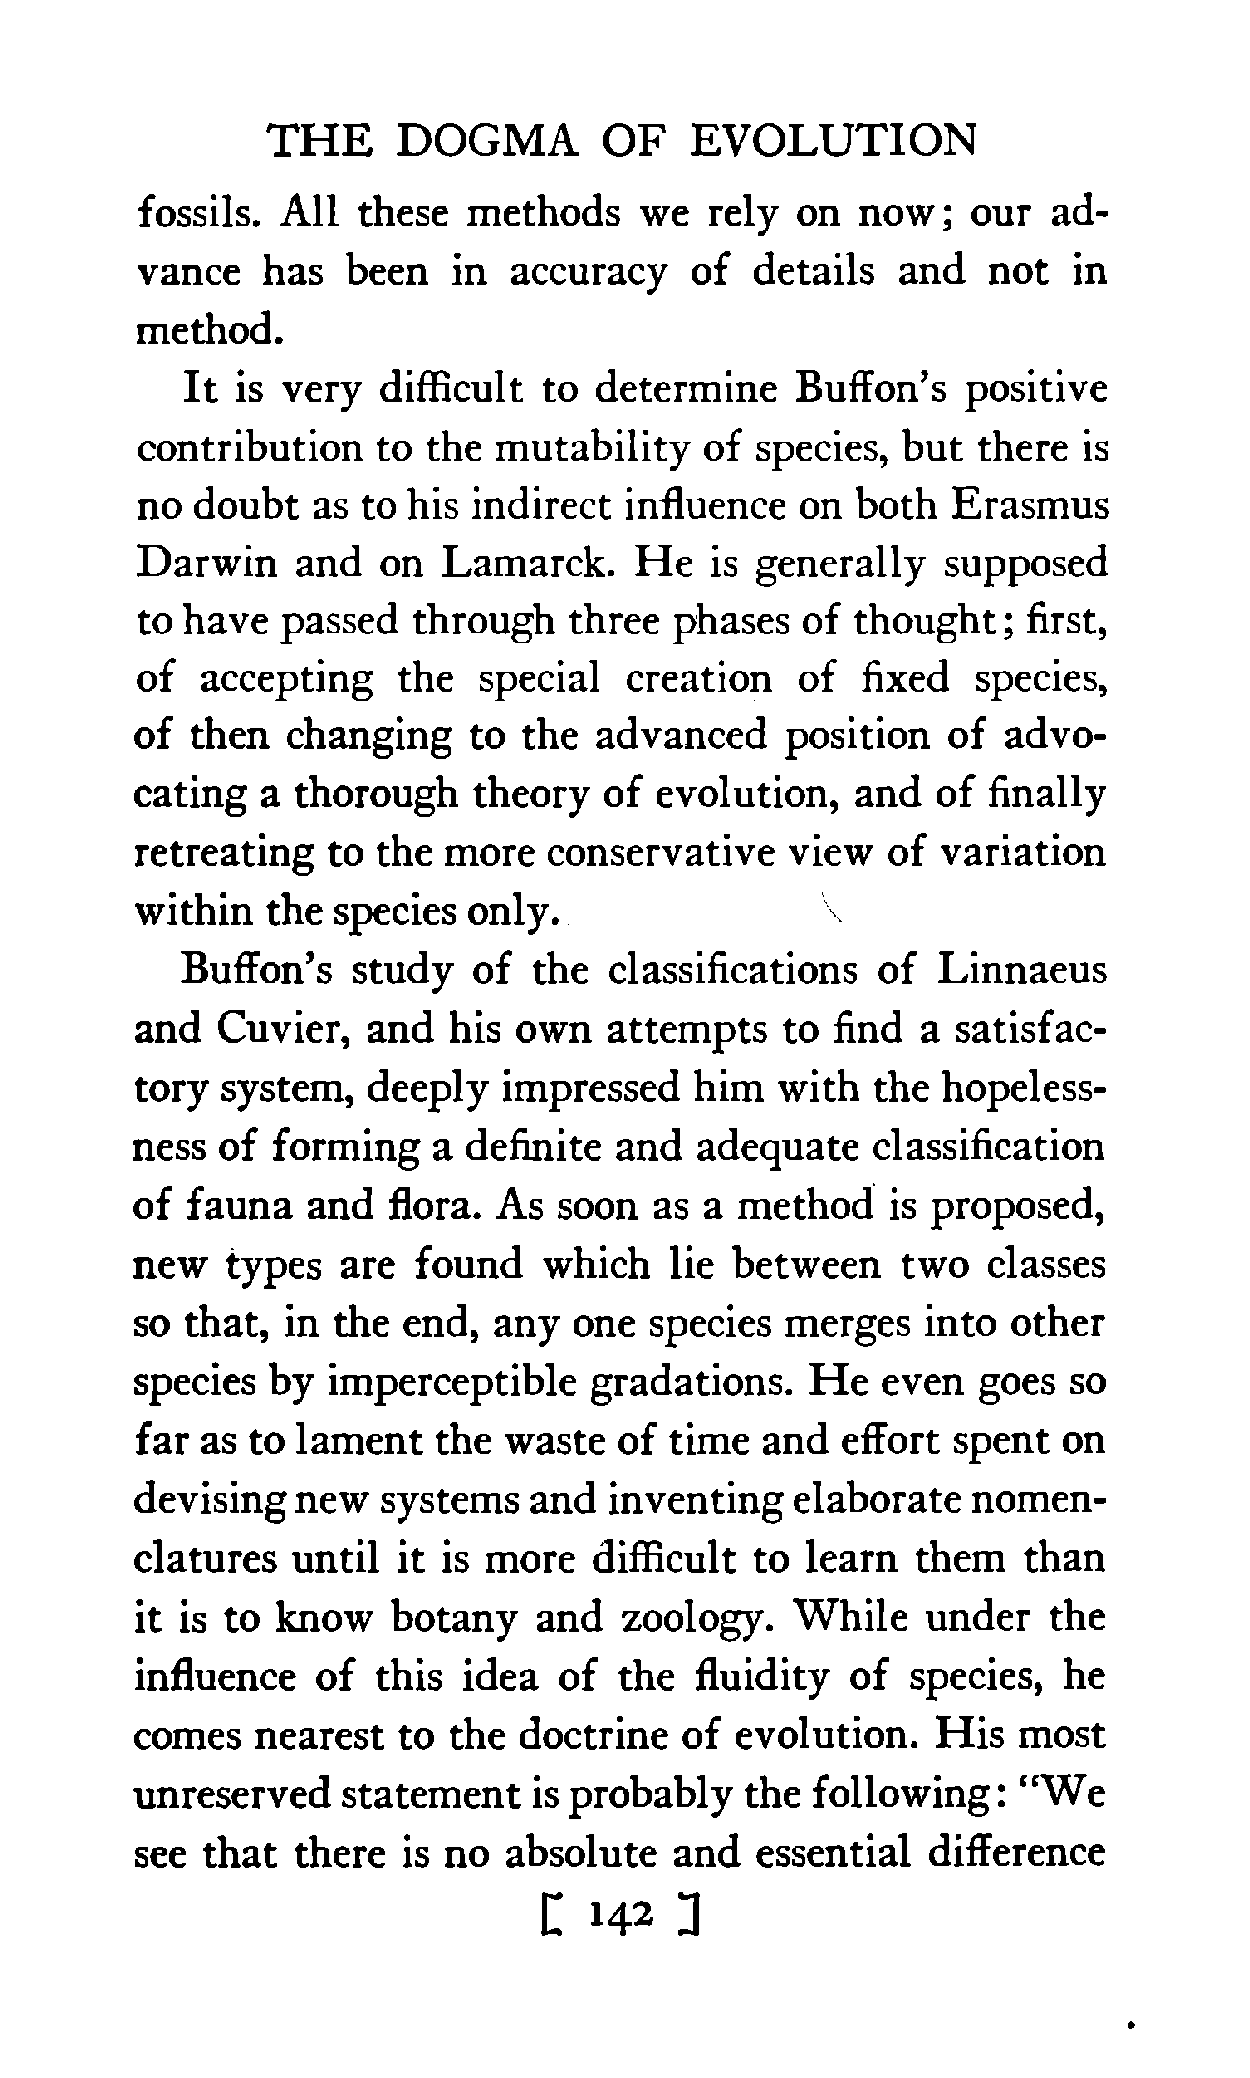 THE DOGMA OF EVOLUTION
fossils. All these methods we rely on now; our ad-
vance has been in accuracy of details and not in
method.
It is very difficult to determine Buffon's positive
contribution to the mutability of species, but there is
no doubt as to his indirect influence on both Erasmus
Darwin and on Lamarck. He is generally supposed
to have passed through three phases of thought; first,
of accepting the special creation of fixed species,
of then changing to the advanced position of advo-
cating a thorough theory of evolution, and of finally
retreating to the more conservative view of variation
within the species only.
Buffon's study of the classifications of Linnaeus
and Cuvier, and his own attempts to find a satisfac-
tory system, deeply impressed him with the hopeless-
ness of forming a definite and adequate classification
of fauna and flora. As soon as a method is proposed,
new types are found which lie between two classes
so that, in the end, any one species merges into other
species by imperceptible gradations. He even goes so
far as to lament the waste of time and effort spent on
devising new systems and inventing elaborate nomen-
clatures until it is more difficult to learn them than
it is to know botany and zoology. While under the
influence of this idea of the fluidity of species, he
comes nearest to the doctrine of evolution. His most
unreserved statement is probably the following: "We
see that there is no absolute and essential difference
[ 142 ]